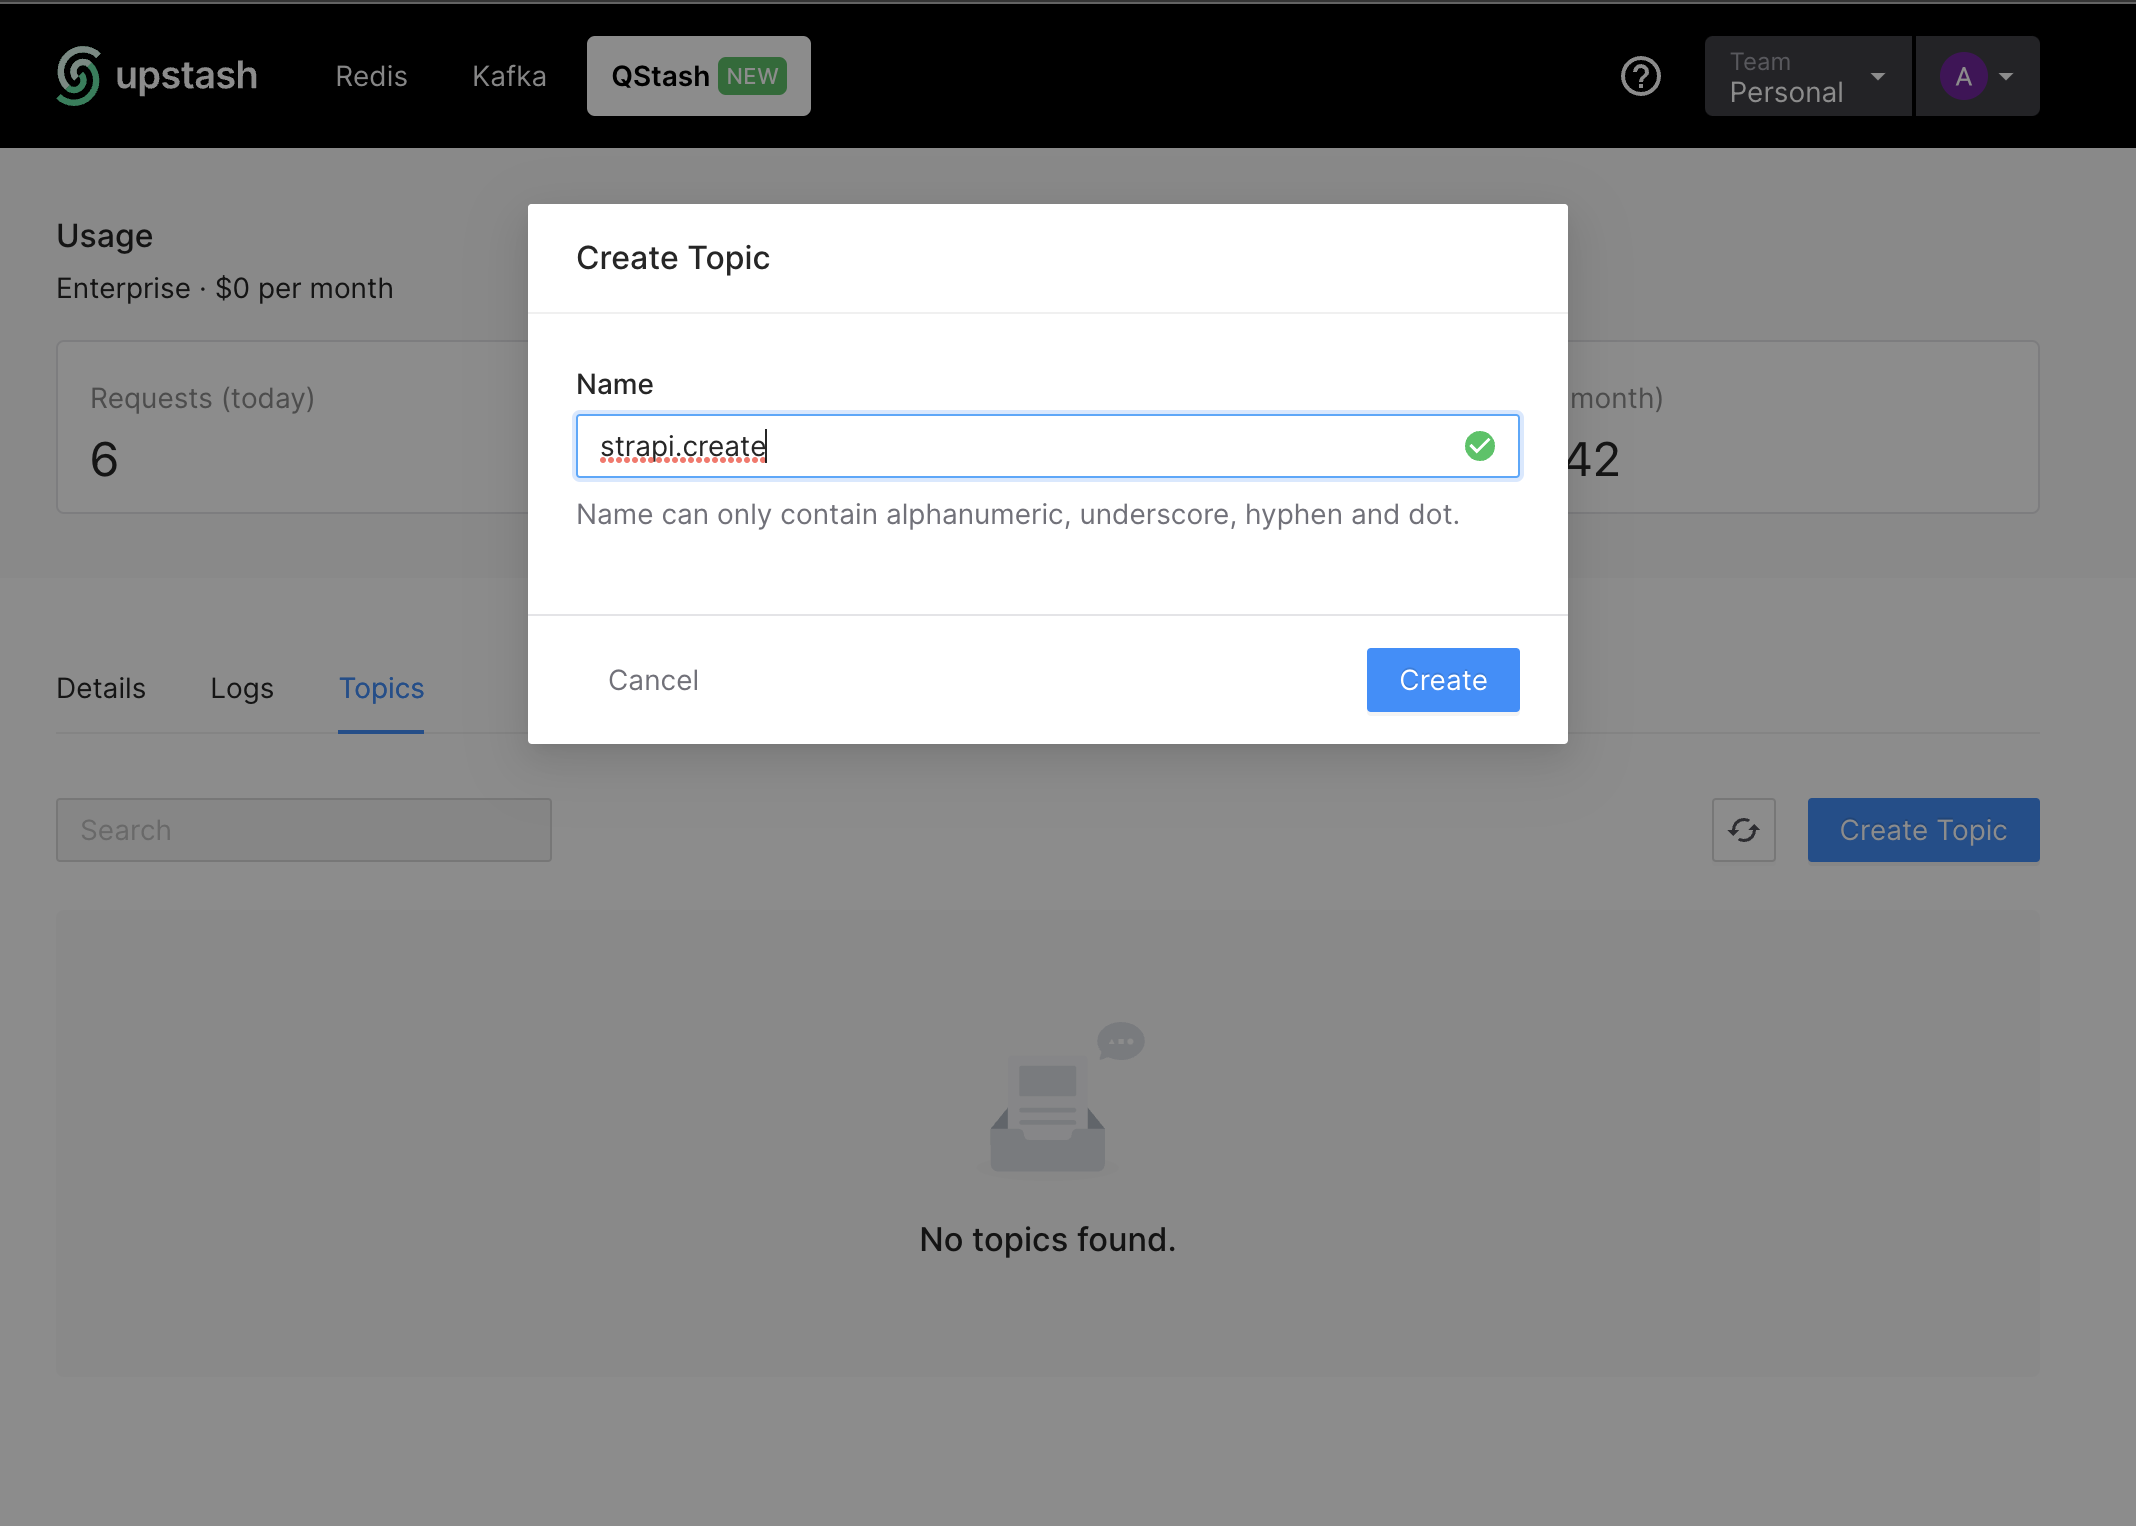 upstash
Redis
Kafka
QStash NEW
Team
Personal
A
Usage
Enterprise · $0 per month
Requests (today)
6
month)
42
Create Topic
Name
strapi.create
Name can only contain alphanumeric, underscore, hyphen and dot.
Cancel
Create
Details
Logs
Topics
Search
Create Topic
No topics found.